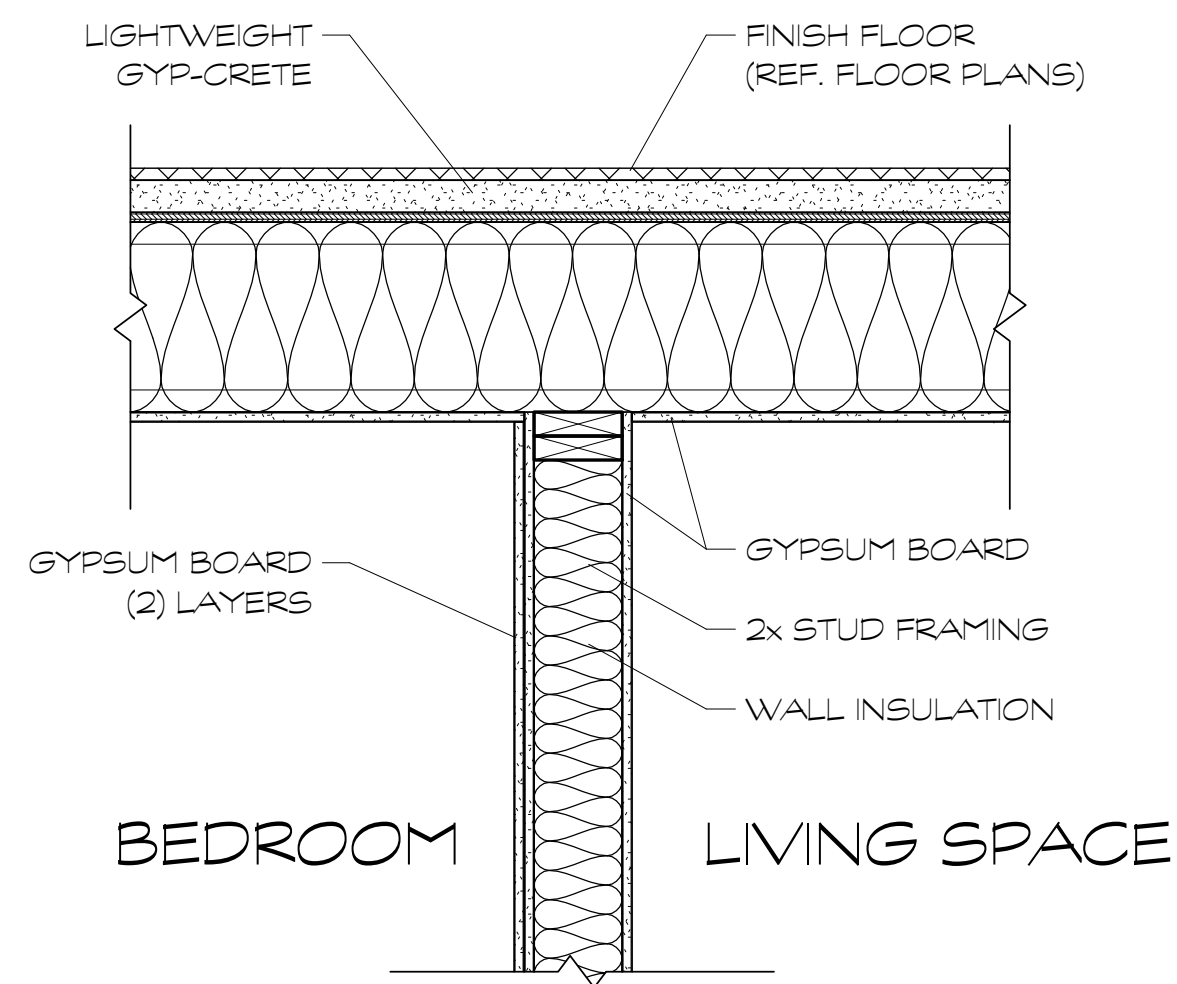 LIGHTWEIGHT
GYP-CRETE
FINISH FLOOR
(REF. FLOOR PLANS)
GYPSUM BOARD
(2) LAYERS
GYPSUM BOARD
2x STUD FRAMING
WALL INSULATION
BEDROOM
LIVING SPACE